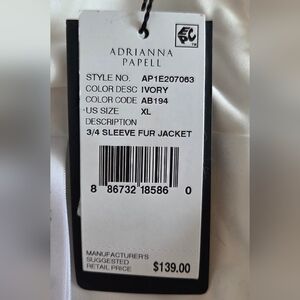 ADRIANNA
PAPELL
STYLE NO. AP1E207063
COLOR DESC IVORY
COLOR CODE AB194
US SIZE XL
DESCRIPTION
3/4 SLEEVE FUR JACKET
8 86732 18586 0
MANUFACTURER'S
SUGGESTED
RETAIL PRICE $139.00